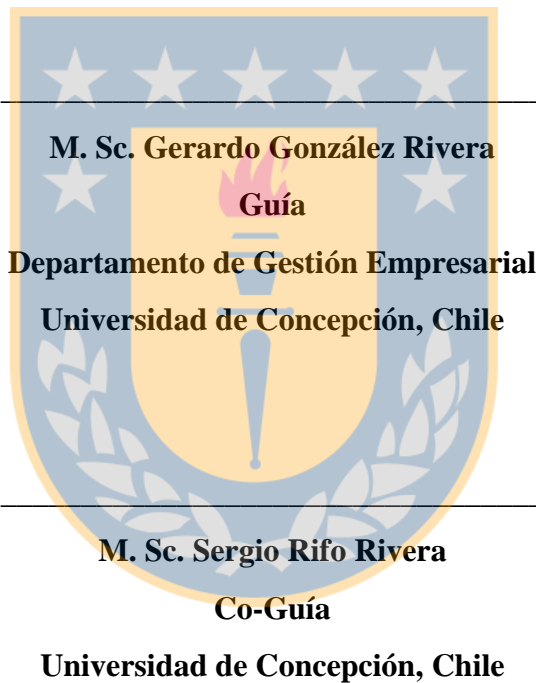 M. Sc. Gerardo González Rivera
Guía
Departamento de Gestión Empresarial
Universidad de Concepción, Chile
M. Sc. Sergio Rifo Rivera
Co-Guía
Universidad de Concepción, Chile